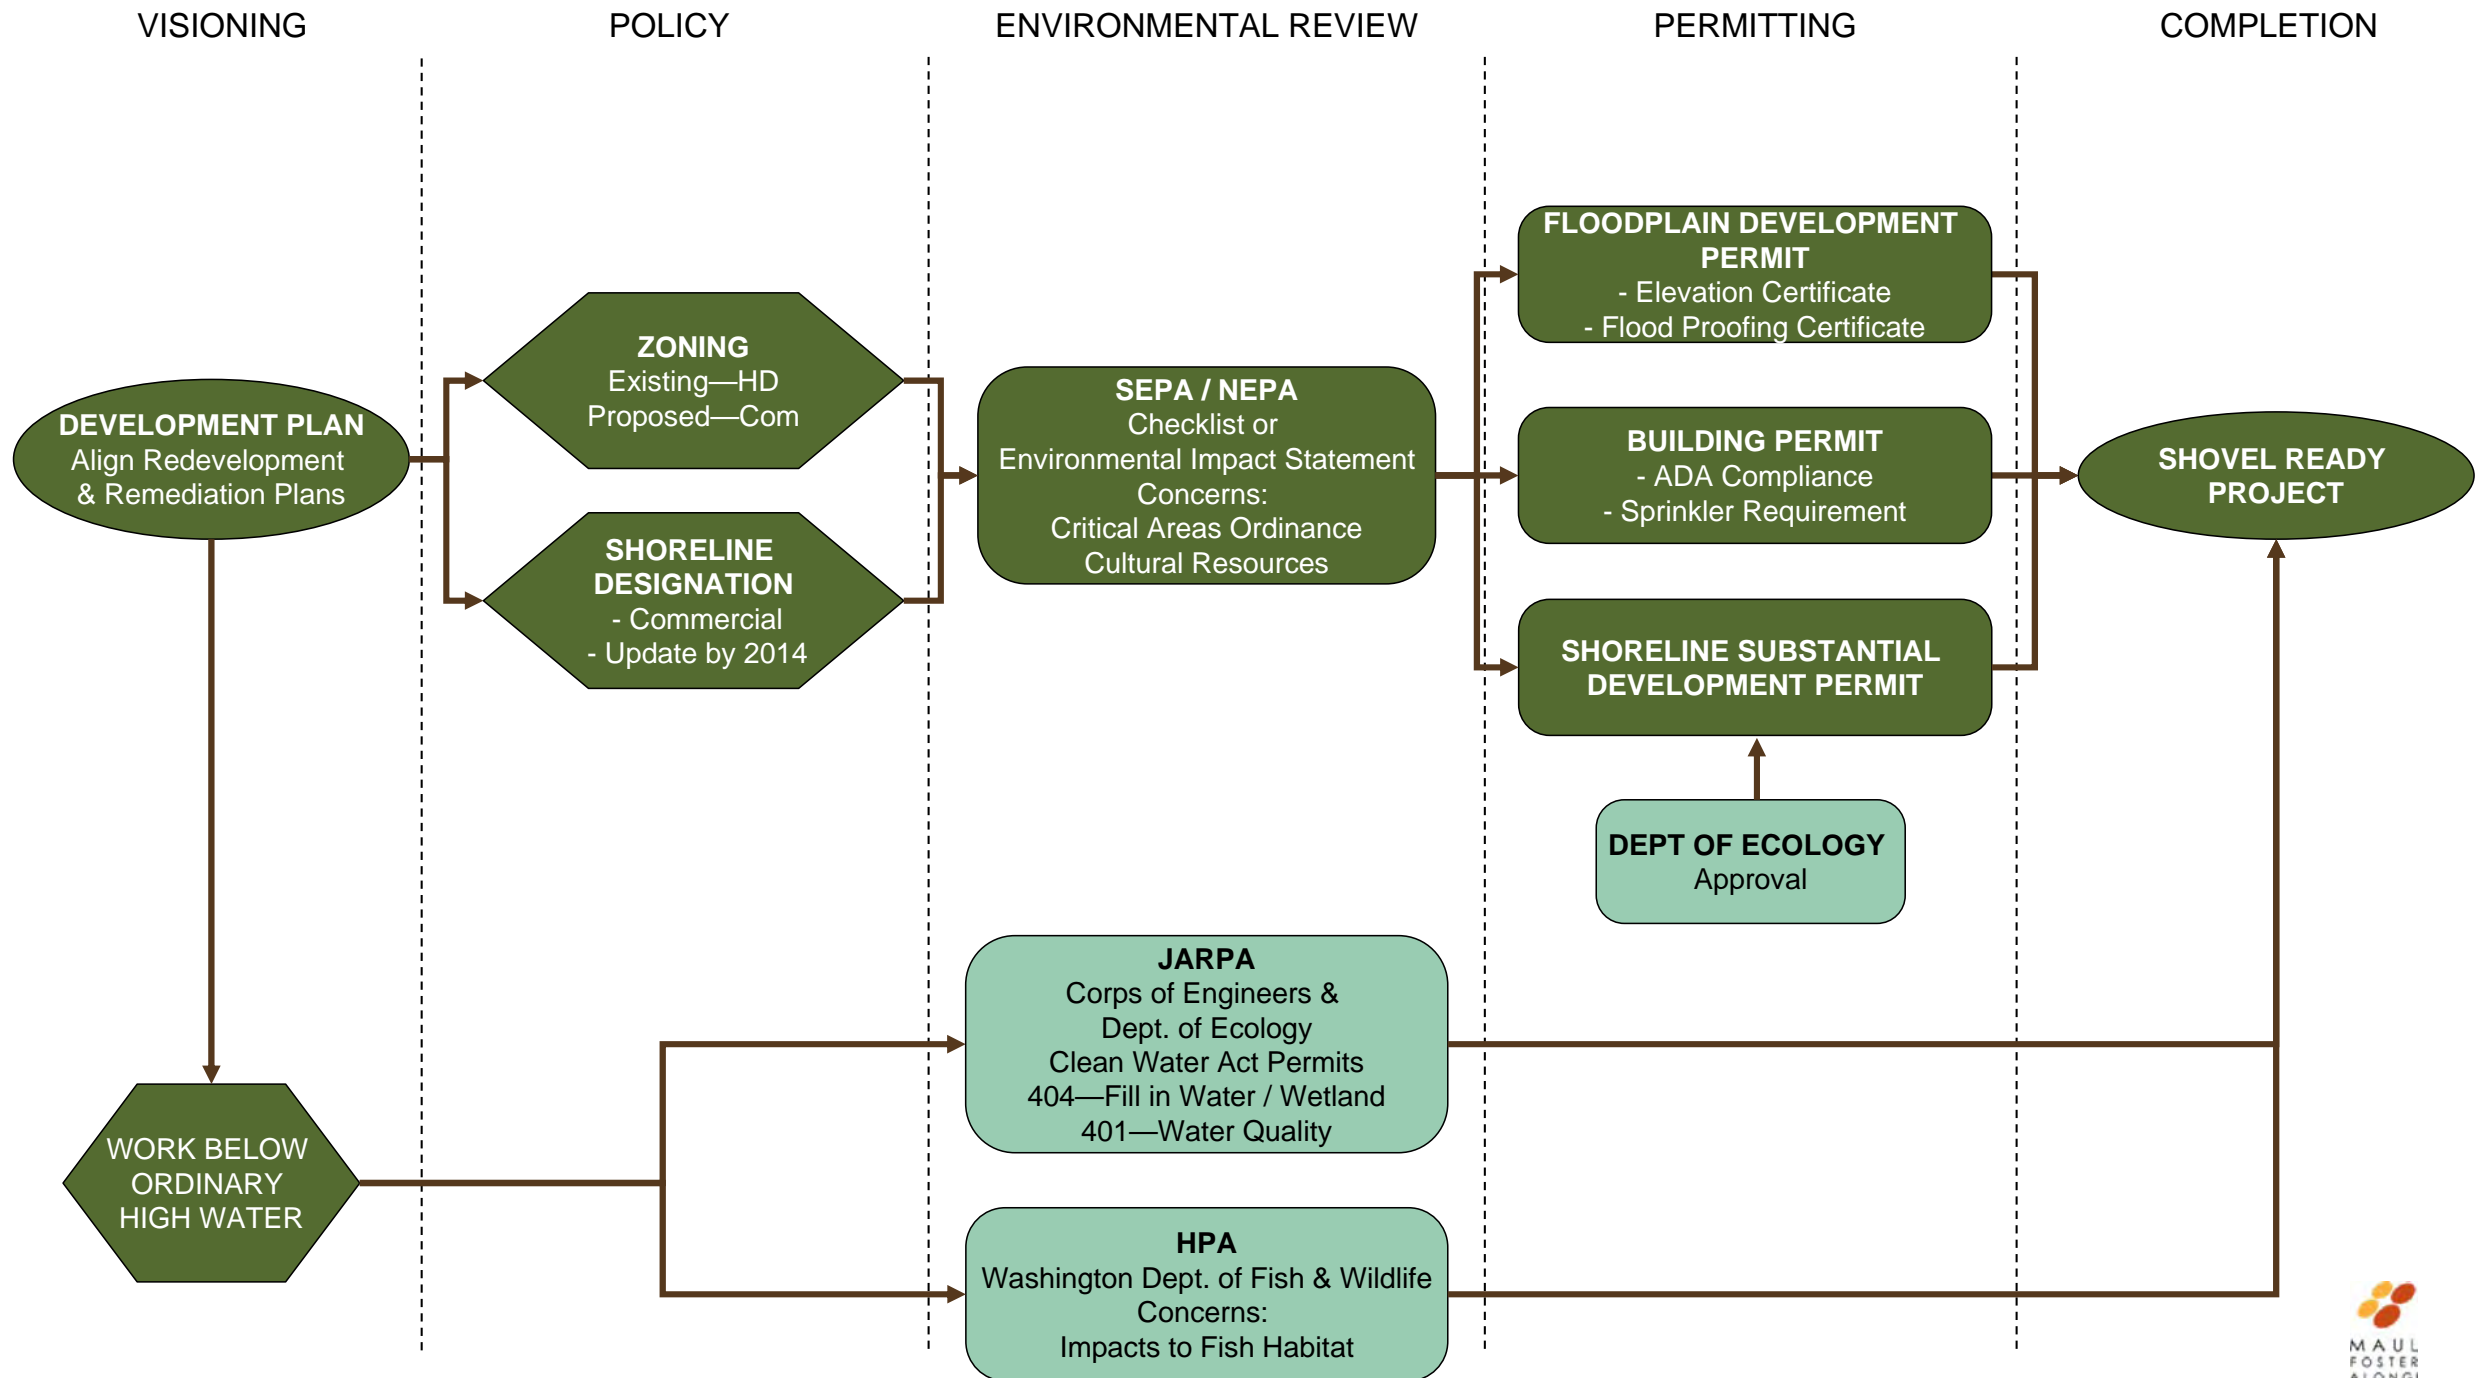 VISIONING
POLICY
ENVIRONMENTAL REVIEW
PERMITTING
COMPLETION
DEVELOPMENT PLAN
Align Redevelopment
& Remediation Plans
ZONING
Existing—HD
Proposed—Com
SHORELINE
DESIGNATION
- Commercial
- Update by 2014
SEPA / NEPA
Checklist or
Environmental Impact Statement
Concerns:
Critical Areas Ordinance
Cultural Resources
FLOODPLAIN DEVELOPMENT
PERMIT
- Elevation Certificate
- Flood Proofing Certificate
BUILDING PERMIT
- ADA Compliance
- Sprinkler Requirement
SHORELINE SUBSTANTIAL
DEVELOPMENT PERMIT
DEPT OF ECOLOGY
Approval
SHOVEL READY
PROJECT
WORK BELOW
ORDINARY
HIGH WATER
JARPA
Corps of Engineers &
Dept. of Ecology
Clean Water Act Permits
404—Fill in Water / Wetland
401—Water Quality
HPA
Washington Dept. of Fish & Wildlife
Concerns:
Impacts to Fish Habitat
MAUL
FOSTER
ALONGI